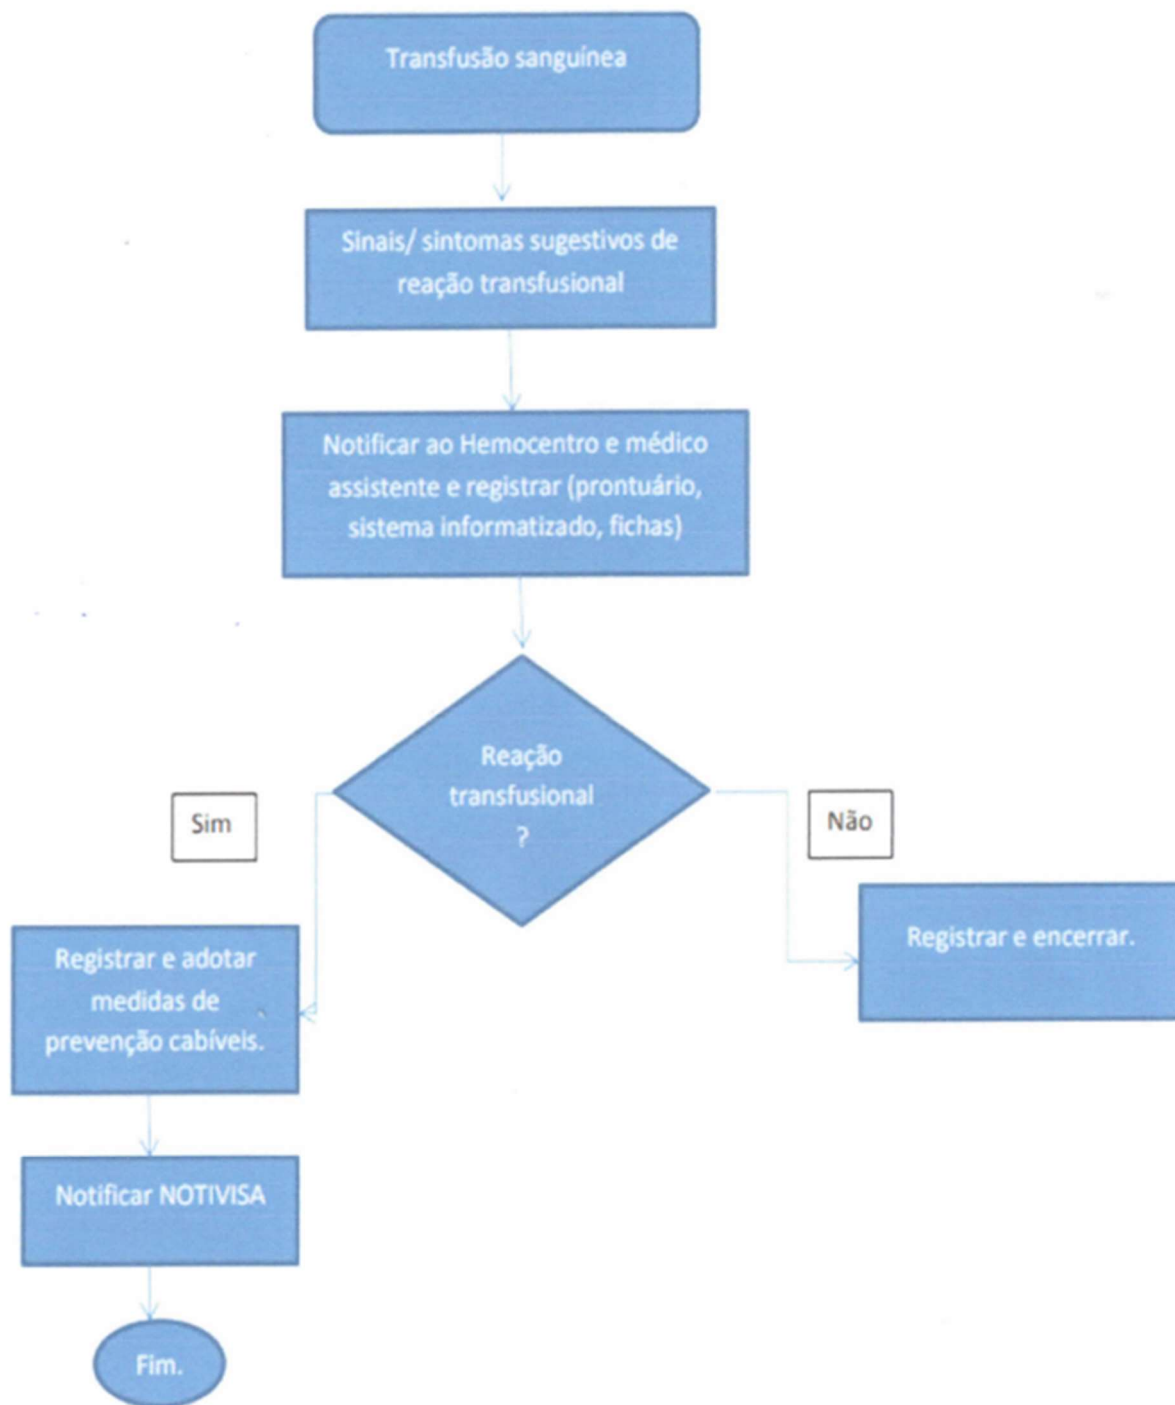 Transfusão sanguínea
Sinais/ sintomas sugestivos de
reação transfusional
Notificar ao Hemocentro e médico
assistente e registrar (prontuário,
sistema informatizado, fichas)
Reação
transfusional
?
Sim
Não
Registrar e adotar
medidas de
prevenção cabíveis.
Registrar e encerrar.
Notificar NOTIVISA
Fim.